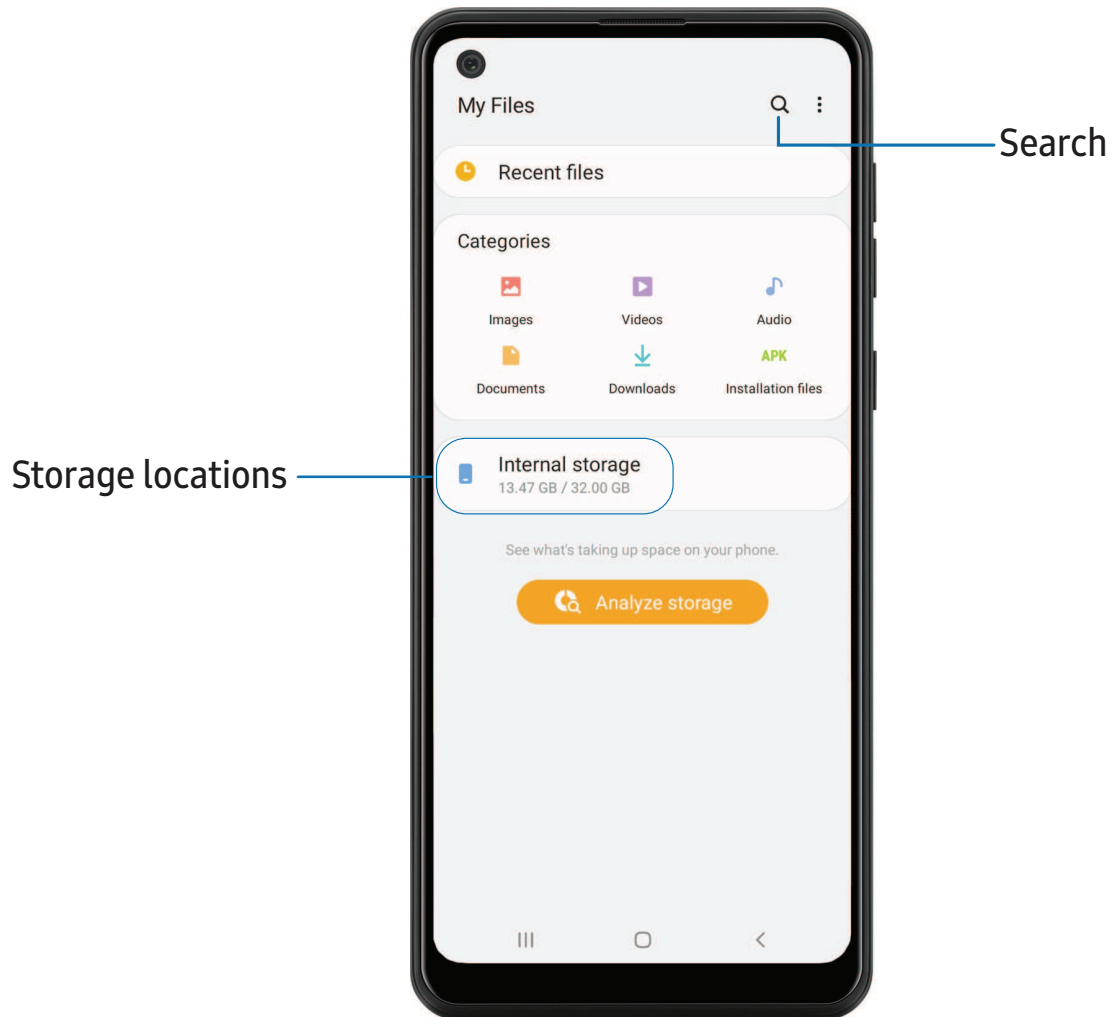 My Files
Search
Recent files
Categories
Images Videos Audio
APK
Documents Downloads Installation files
Storage locations
Internal storage
13.47 GB / 32.00 GB
See what's taking up space on your phone.
Analyze storage